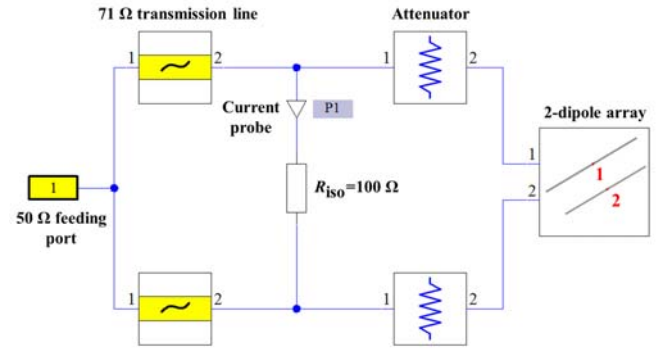 71 Ω transmission line
Attenuator
1 2
1 2
Current
probe
P1
2-dipole array
1
2
1
2
1
50 Ω feeding
port
Riso=100 Ω
1 2
1 2